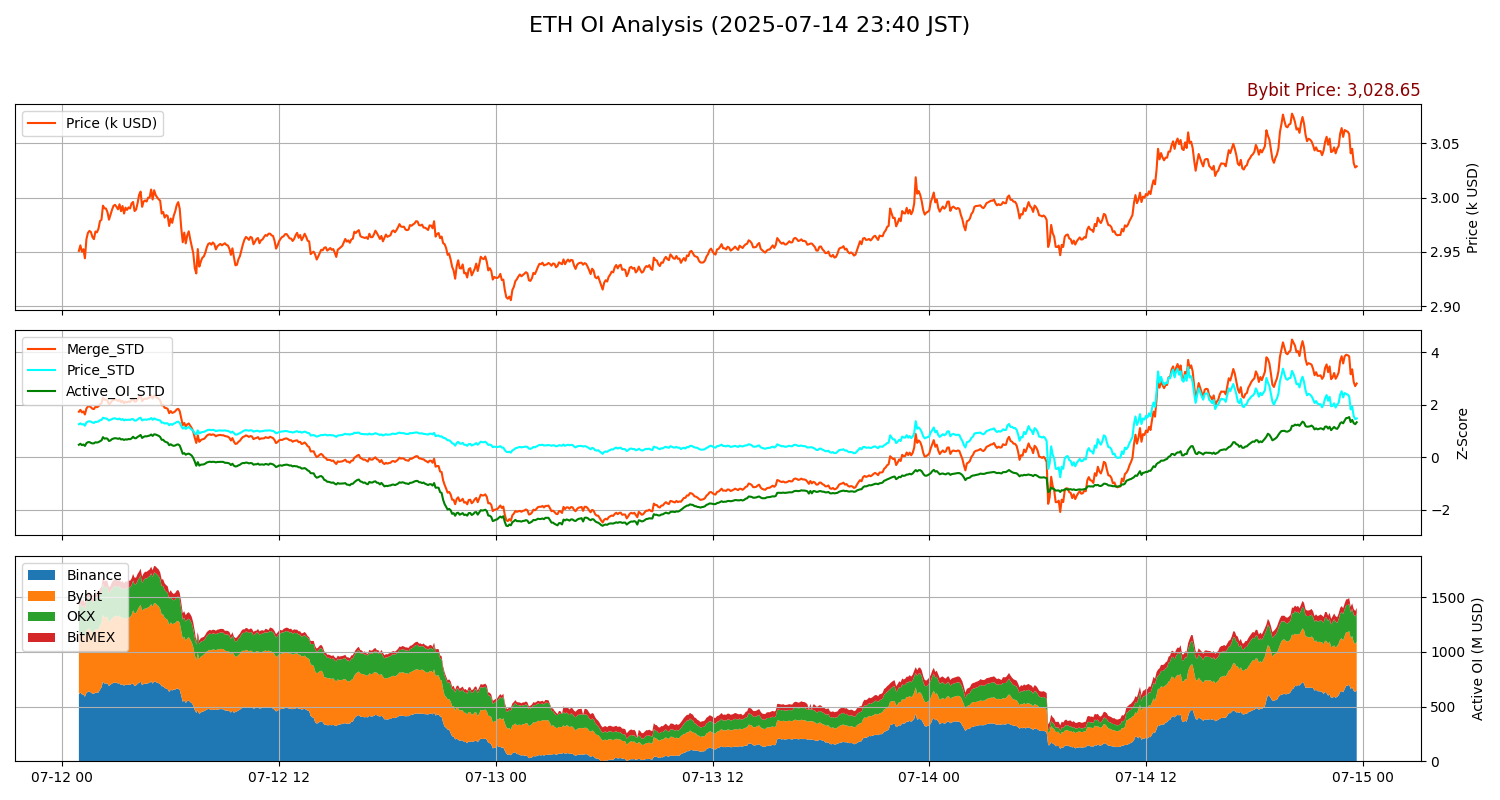 ETH OI Analysis (2025-07-14 23:40 JST)
Bybit Price: 3,028.65
Price (k USD)
3.05
3.00
2.95
2.90
Price (k USD)
Merge_STD
Price_STD
Active_OI_STD
4
2
0
−2
Z-Score
Binance
Bybit
OKX
BitMEX
1500
1000
500
0
Active OI (M USD)
07-12 00
07-12 12
07-13 00
07-13 12
07-14 00
07-14 12
07-15 00